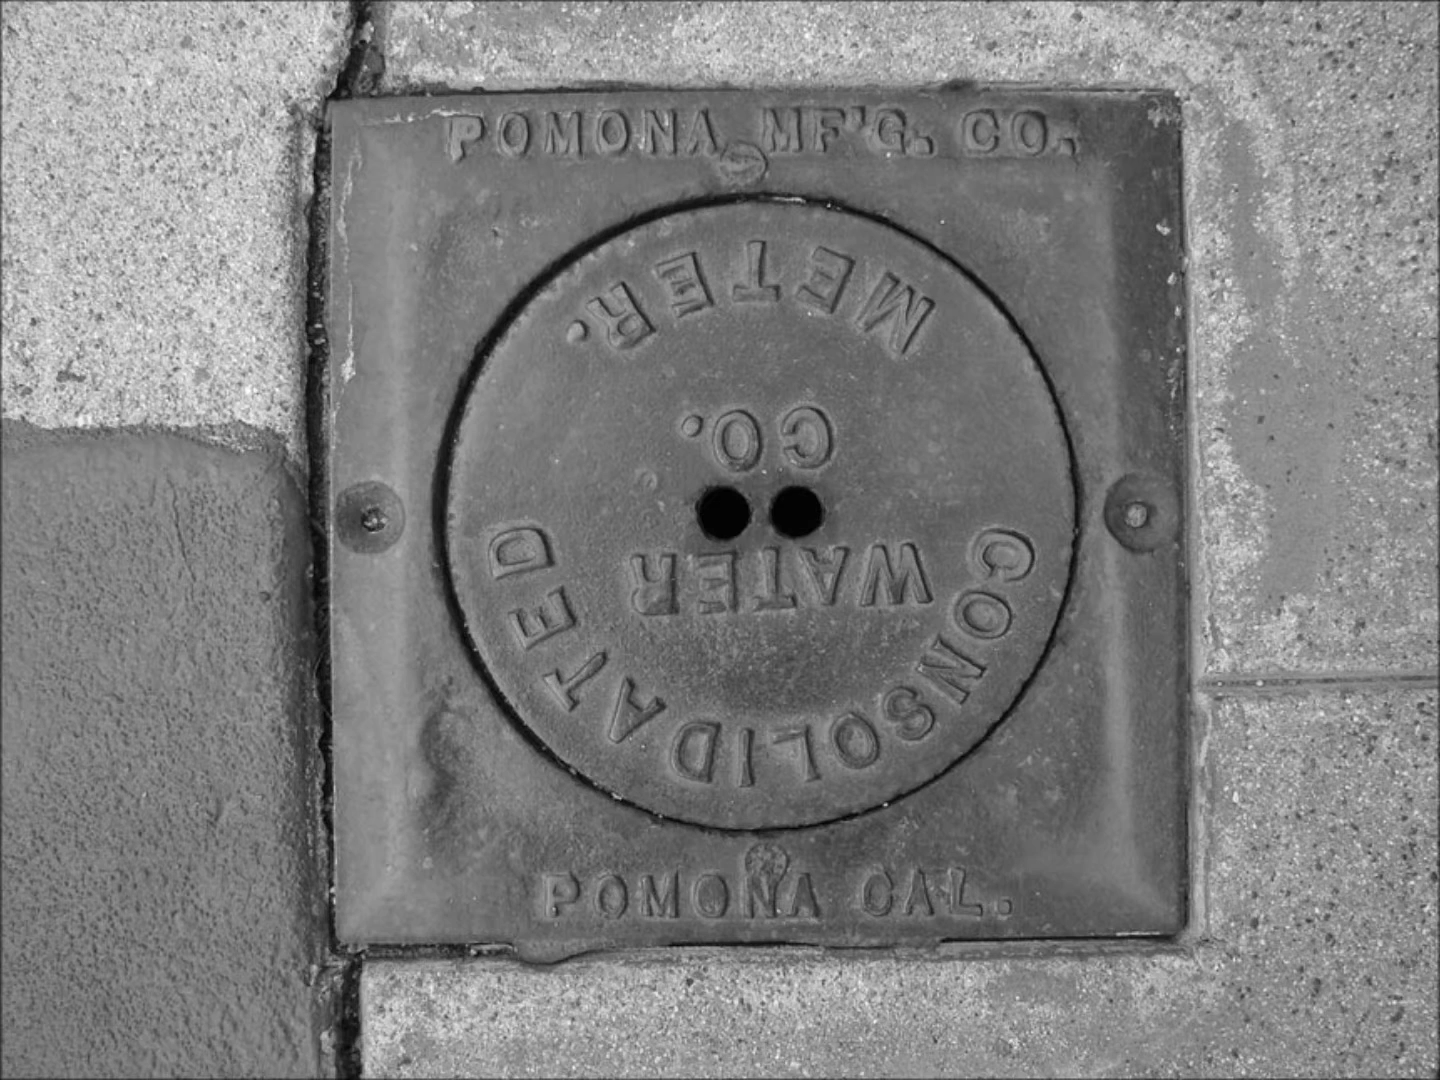 POMONA MF'G. CO.
CONSOLIDATED
WATER
CO.
METER.
POMONA CAL.